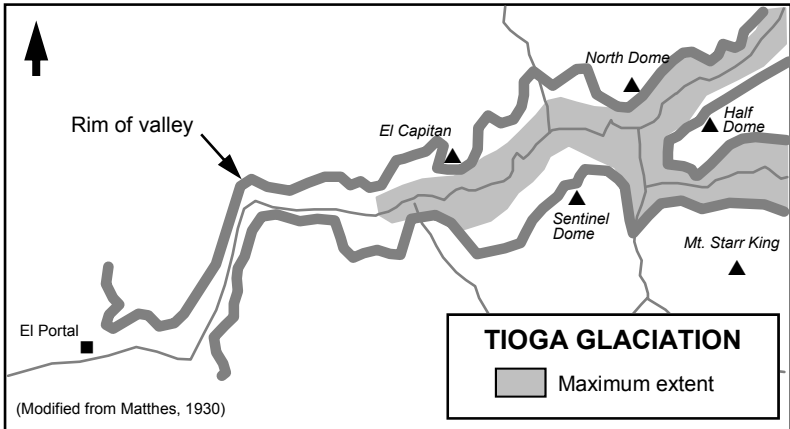 North Dome
El Capitan
Half
Dome
Rim of valley
Sentinel
Dome
Mt. Starr King
El Portal
TIOGA GLACIATION
Maximum extent
(Modified from Matthes, 1930)